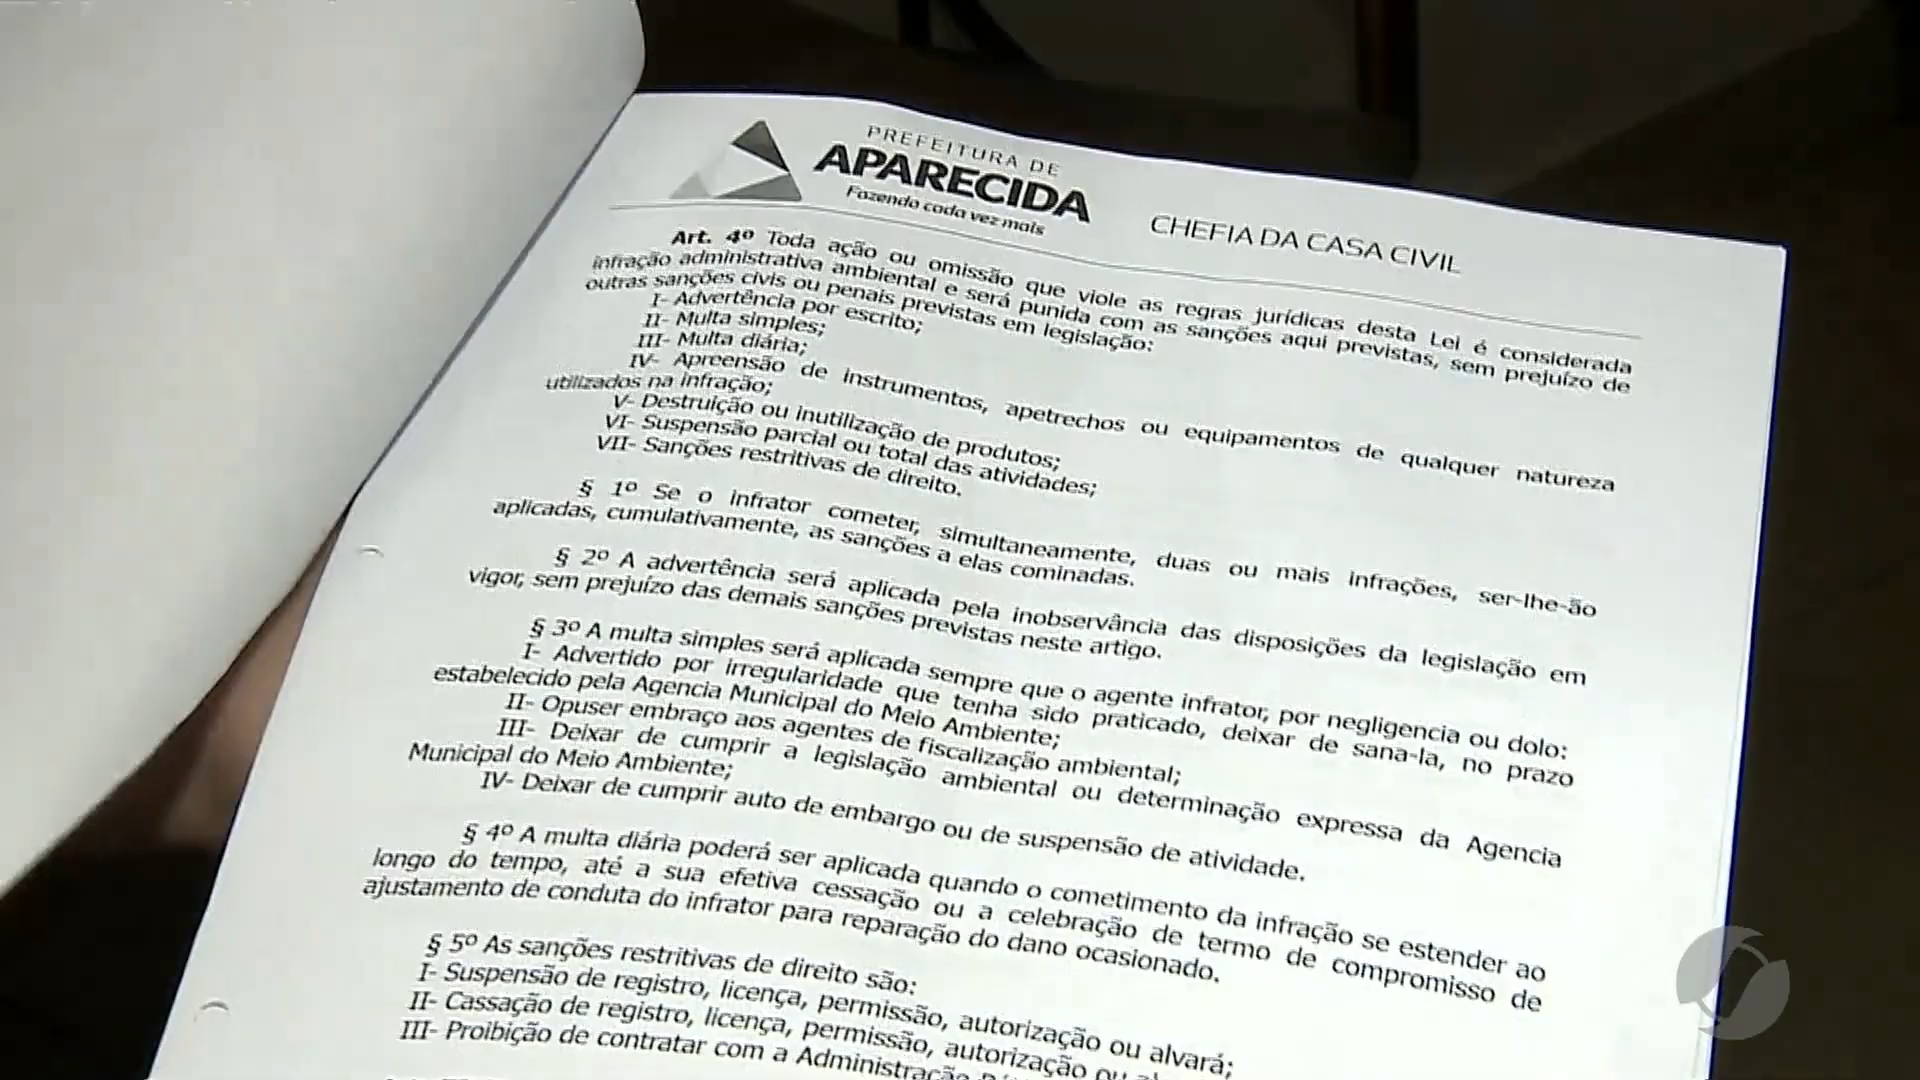 PREFEITURA DE
APARECIDA
Fazendo cada vez mais
CHEFIA DA CASA CIVIL
Art. 4º Toda ação ou omissão que viole as regras jurídicas desta Lei é considerada
infração administrativa ambiental e será punida com as sanções aqui previstas, sem prejuízo de
outras sanções civis ou penais previstas em legislação:
I- Advertência por escrito;
II- Multa simples;
III- Multa diária;
IV- Apreensão de instrumentos, apetrechos ou equipamentos de qualquer natureza
utilizados na infração;
V- Destruição ou inutilização de produtos;
VI- Suspensão parcial ou total das atividades;
VII- Sanções restritivas de direito.
§ 1º Se o infrator cometer, simultaneamente, duas ou mais infrações, ser-lhe-ão
aplicadas, cumulativamente, as sanções a elas cominadas.
§ 2º A advertência será aplicada pela inobservância das disposições da legislação em
vigor, sem prejuízo das demais sanções previstas neste artigo.
§ 3º A multa simples será aplicada sempre que o agente infrator, por negligencia ou dolo:
I- Advertido por irregularidade que tenha sido praticado, deixar de sana-la, no prazo
estabelecido pela Agencia Municipal do Meio Ambiente;
II- Opuser embraço aos agentes de fiscalização ambiental;
III- Deixar de cumprir a legislação ambiental ou determinação expressa da Agencia
Municipal do Meio Ambiente;
IV- Deixar de cumprir auto de embargo ou de suspensão de atividade.
§ 4º A multa diária poderá ser aplicada quando o cometimento da infração se estender ao
longo do tempo, até a sua efetiva cessação ou a celebração de termo de compromisso de
ajustamento de conduta do infrator para reparação do dano ocasionado.
§ 5º As sanções restritivas de direito são:
I- Suspensão de registro, licença, permissão, autorização ou alvará;
II- Cassação de registro, licença, permissão, autorização ou
III- Proibição de contratar com a Administração